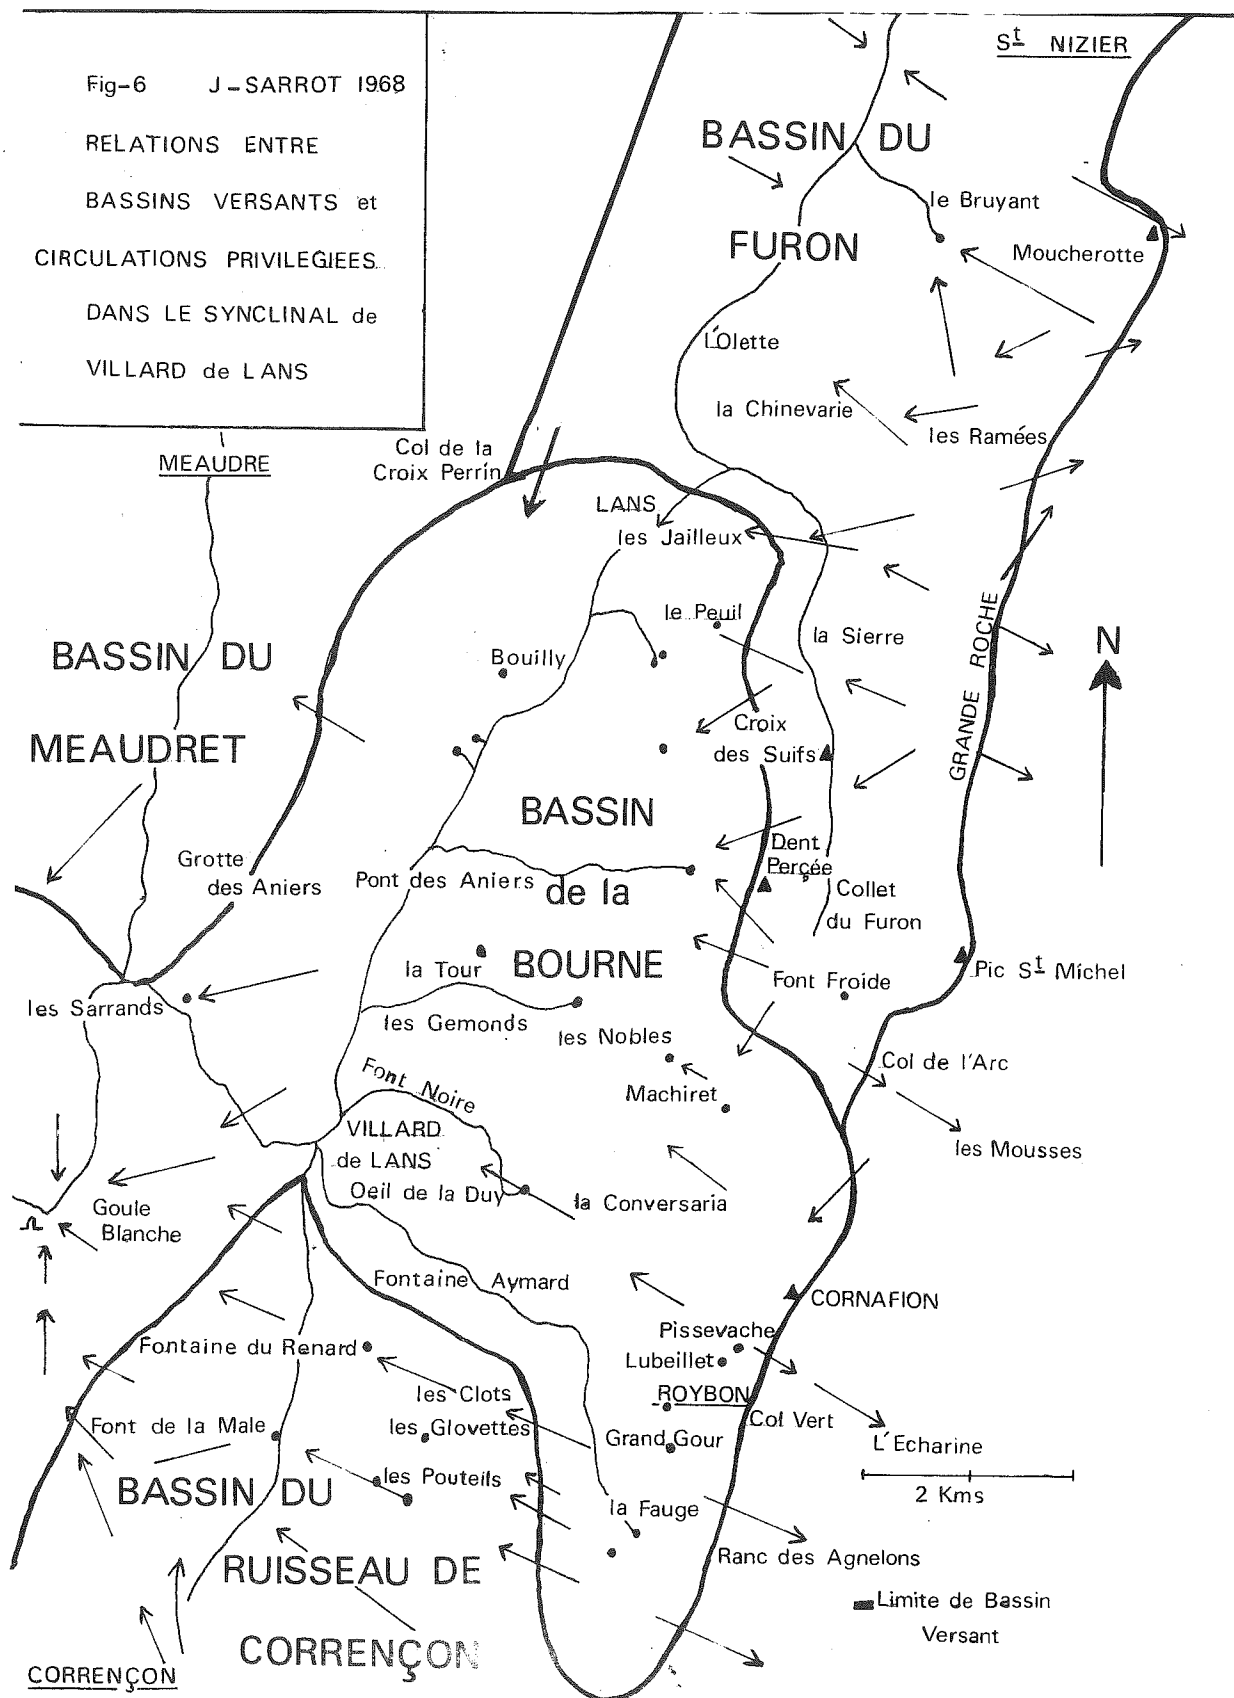 Fig-6 J-SARROT 1968
RELATIONS ENTRE
BASSINS VERSANTS et
CIRCULATIONS PRIVILEGIEES
DANS LE SYNCLINAL de
VILLARD de LANS
St NIZIER
BASSIN DU
FURON
le Bruyant
Moucherotte
L'Olette
la Chinevarie
les Ramées
Col de la
Croix Perrin
MEAUDRE
LANS
les Jailleux
le Peuil
la Sierre
GRANDE ROCHE
N
BASSIN DU
MEAUDRET
Bouilly
Croix
des Suifs
BASSIN
de la
BOURNE
Dent
Perçée
Grotte
des Aniers
Pont des Aniers
Collet
du Furon
la Tour
Font Froide
Pic St Michel
les Sarrands
les Gemonds
les Nobles
Col de l'Arc
Font Noire
Machiret
VILLARD
de LANS
les Mousses
Oeil de la Duy
la Conversaria
Goule
Blanche
Fontaine Aymard
CORNAFION
Pissevache
Fontaine du Renard
Lubeillet
les Clots
ROYBON
Col Vert
Font de la Male
les Glovettes
Grand Gour
L'Echarine
les Pouteils
2 Kms
BASSIN DU
RUISSEAU DE
CORRENÇON
la Fauge
Ranc des Agnelons
Limite de Bassin
Versant
CORRENÇON